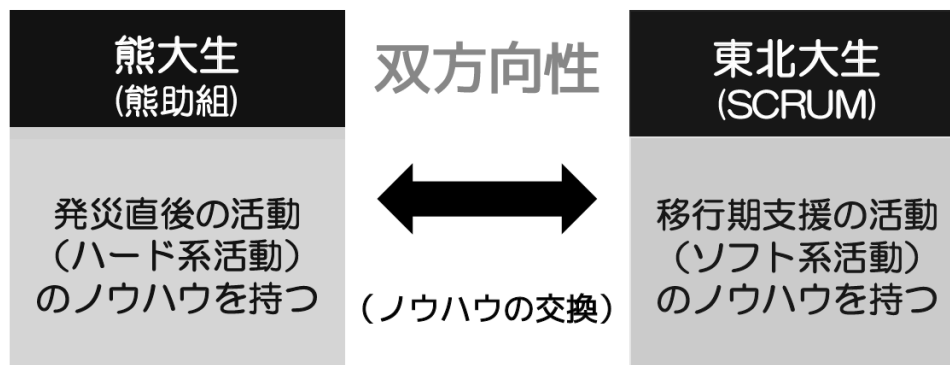 熊大生
(熊助組)
発災直後の活動
（ハード系活動）
のノウハウを持つ
双方向性
（ノウハウの交換）
東北大生
(SCRUM)
移行期支援の活動
（ソフト系活動）
のノウハウを持つ